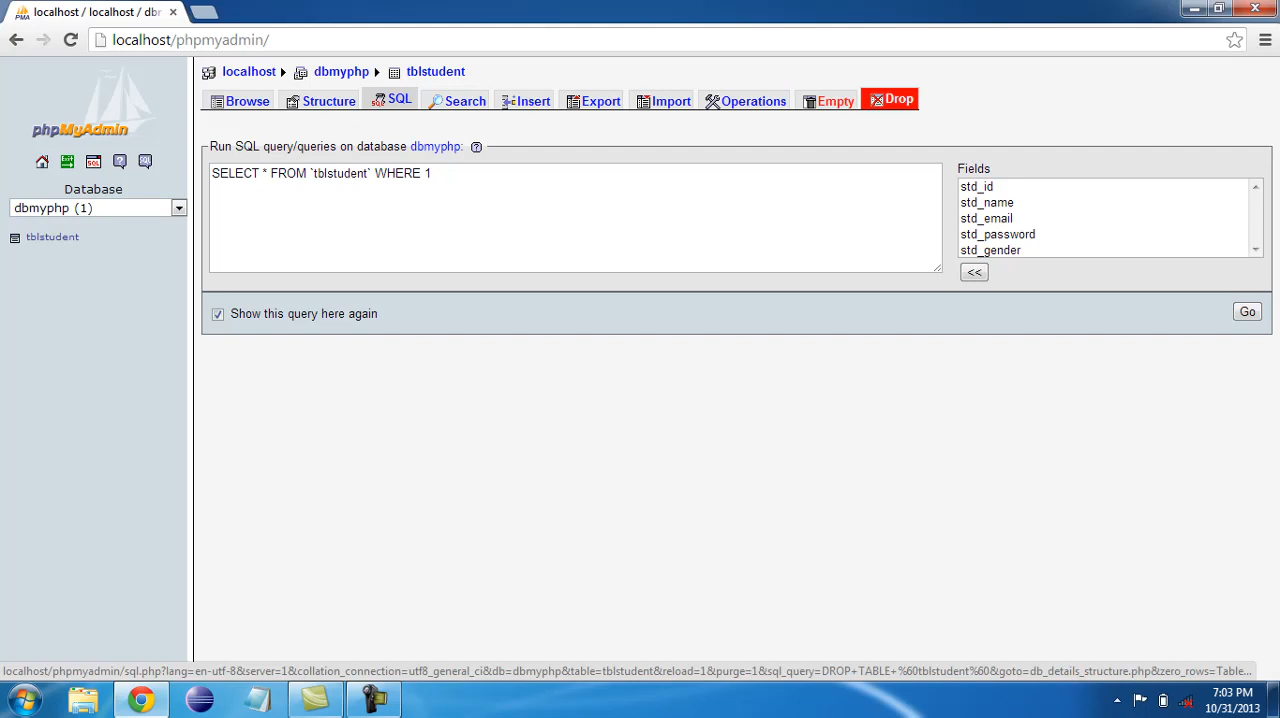 localhost / localhost / dbr
localhost/phpmyadmin/
phpMyAdmin
Database
dbmyphp (1)
tblstudent
localhost dbmyphp tblstudent
Browse Structure SQL Search Insert Export Import Operations Empty Drop
Run SQL query/queries on database dbmyphp:
SELECT * FROM `tblstudent` WHERE 1
Fields
std_id
std_name
std_email
std_password
std_gender
<<
Show this query here again
Go
localhost/phpmyadmin/sql.php?lang=en-utf-8&server=1&collation_connection=utf8_general_ci&db=dbmyphp&table=tblstudent&reload=1&purge=1&sql_query=DROP+TABLE+%60tblstudent%60&goto=db_details_structure.php&zero_rows=Table...
7:03 PM
10/31/2013